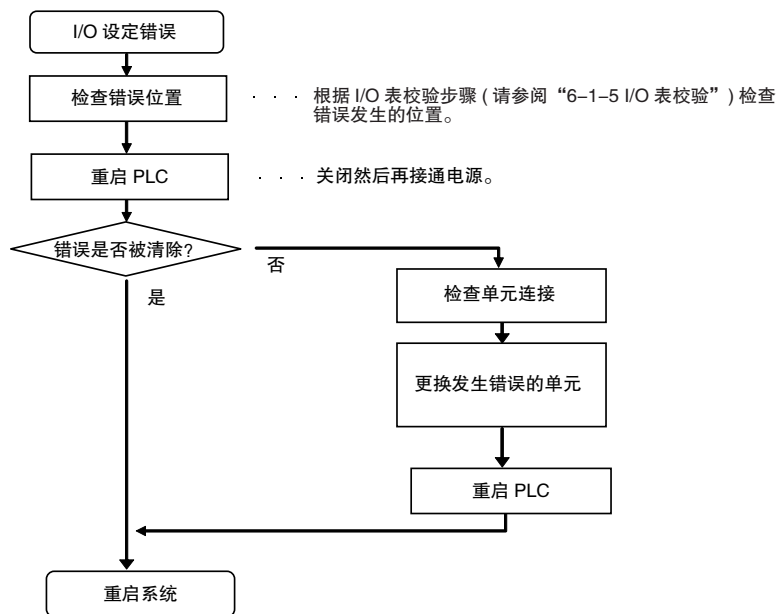 I/O 设定错误
检查错误位置
· · · 根据 I/O 表校验步骤 ( 请参阅 “6–1–5 I/O 表校验” ) 检查
错误发生的位置。
重启 PLC
· · · 关闭然后再接通电源。
错误是否被清除?
否
是
检查单元连接
更换发生错误的单元
重启 PLC
重启系统